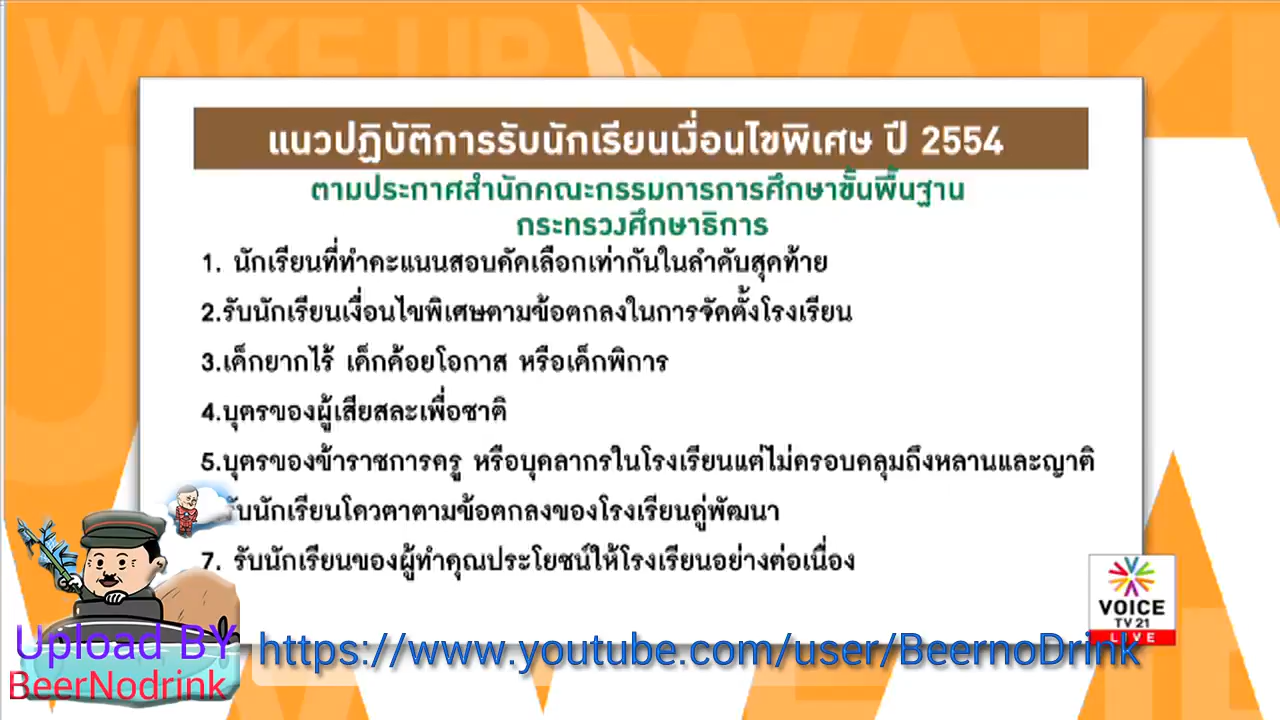 WAKE UP
แนวปฏิบัติการรับนักเรียนเงื่อนไขพิเศษ ปี 2554
ตามประกาศสำนักคณะกรรมการการศึกษาขั้นพื้นฐาน
กระทรวงศึกษาธิการ
1. นักเรียนที่ทำคะแนนสอบคัดเลือกเท่ากันในลำดับสุดท้าย
2.รับนักเรียนเงื่อนไขพิเศษตามข้อตกลงในการจัดตั้งโรงเรียน
3.เด็กยากไร้ เด็กด้อยโอกาส หรือเด็กพิการ
4.บุตรของผู้เสียสละเพื่อชาติ
5.บุตรของข้าราชการครู หรือบุคลากรในโรงเรียนแต่ไม่ครอบคลุมถึงหลานและญาติ
รับนักเรียนโควตาตามข้อตกลงของโรงเรียนคู่พัฒนา
7. รับนักเรียนของผู้ทำคุณประโยชน์ให้โรงเรียนอย่างต่อเนื่อง
VOICE
TV 21
LIVE
Upload BY
BeerNodrink
https://www.youtube.com/user/BeernoDrink